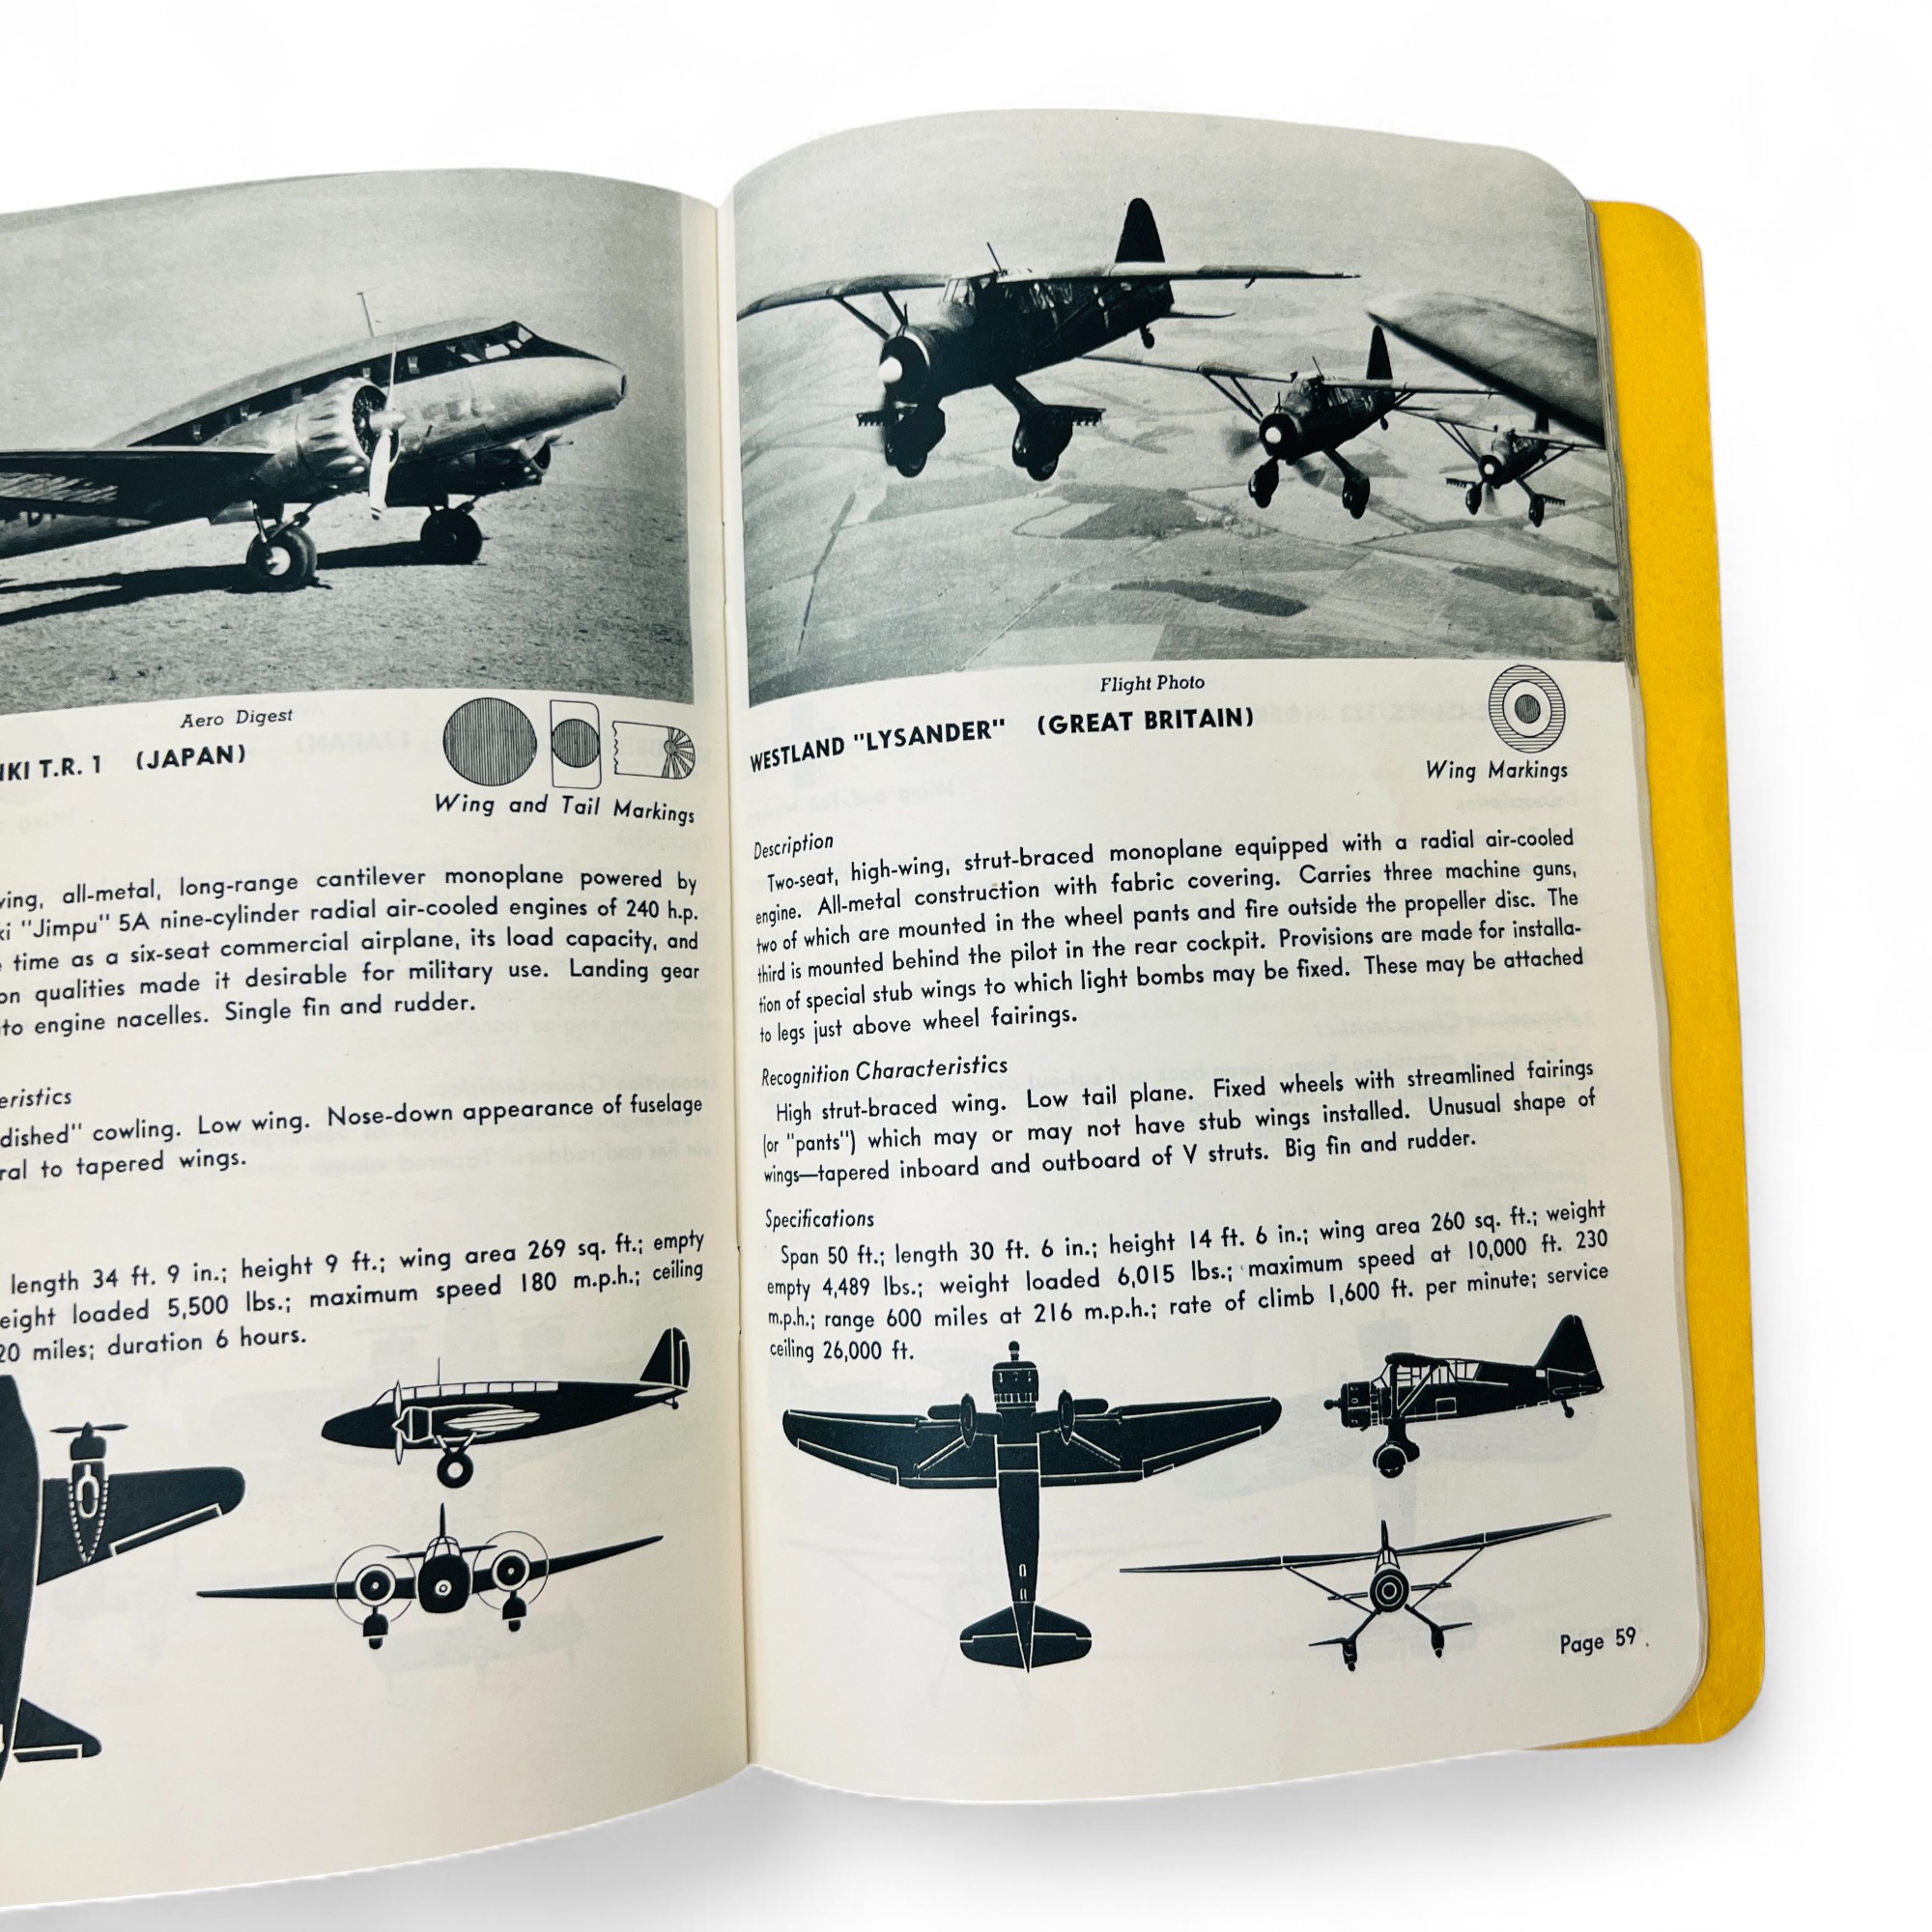 Aero Digest
T.R. 1 (JAPAN)
Wing and Tail Markings
all-metal, long-range cantilever monoplane powered by
"Jimpu" 5A nine-cylinder radial air-cooled engines of 240 h.p.
time as a six-seat commercial airplane, its load capacity, and
qualities made it desirable for military use. Landing gear
engine nacelles. Single fin and rudder.
dished" cowling. Low wing. Nose-down appearance of fuselage
to tapered wings.
length 34 ft. 9 in.; height 9 ft.; wing area 269 sq. ft.; empty
loaded 5,500 lbs.; maximum speed 180 m.p.h.; ceiling
miles; duration 6 hours.
Flight Photo
WESTLAND "LYSANDER" (GREAT BRITAIN)
Wing Markings
Description
Two-seat, high-wing, strut-braced monoplane equipped with a radial air-cooled
engine. All-metal construction with fabric covering. Carries three machine guns,
two of which are mounted in the wheel pants and fire outside the propeller disc. The
third is mounted behind the pilot in the rear cockpit. Provisions are made for installa-
tion of special stub wings to which light bombs may be fixed. These may be attached
to legs just above wheel fairings.
Recognition Characteristics
High strut-braced wing. Low tail plane. Fixed wheels with streamlined fairings
(or "pants") which may or may not have stub wings installed. Unusual shape of
wings—tapered inboard and outboard of V struts. Big fin and rudder.
Specifications
Span 50 ft.; length 30 ft. 6 in.; height 14 ft. 6 in.; wing area 260 sq. ft.; weight
empty 4,489 lbs.; weight loaded 6,015 lbs.; maximum speed at 10,000 ft. 230
m.p.h.; range 600 miles at 216 m.p.h.; rate of climb 1,600 ft. per minute; service
ceiling 26,000 ft.
Page 59